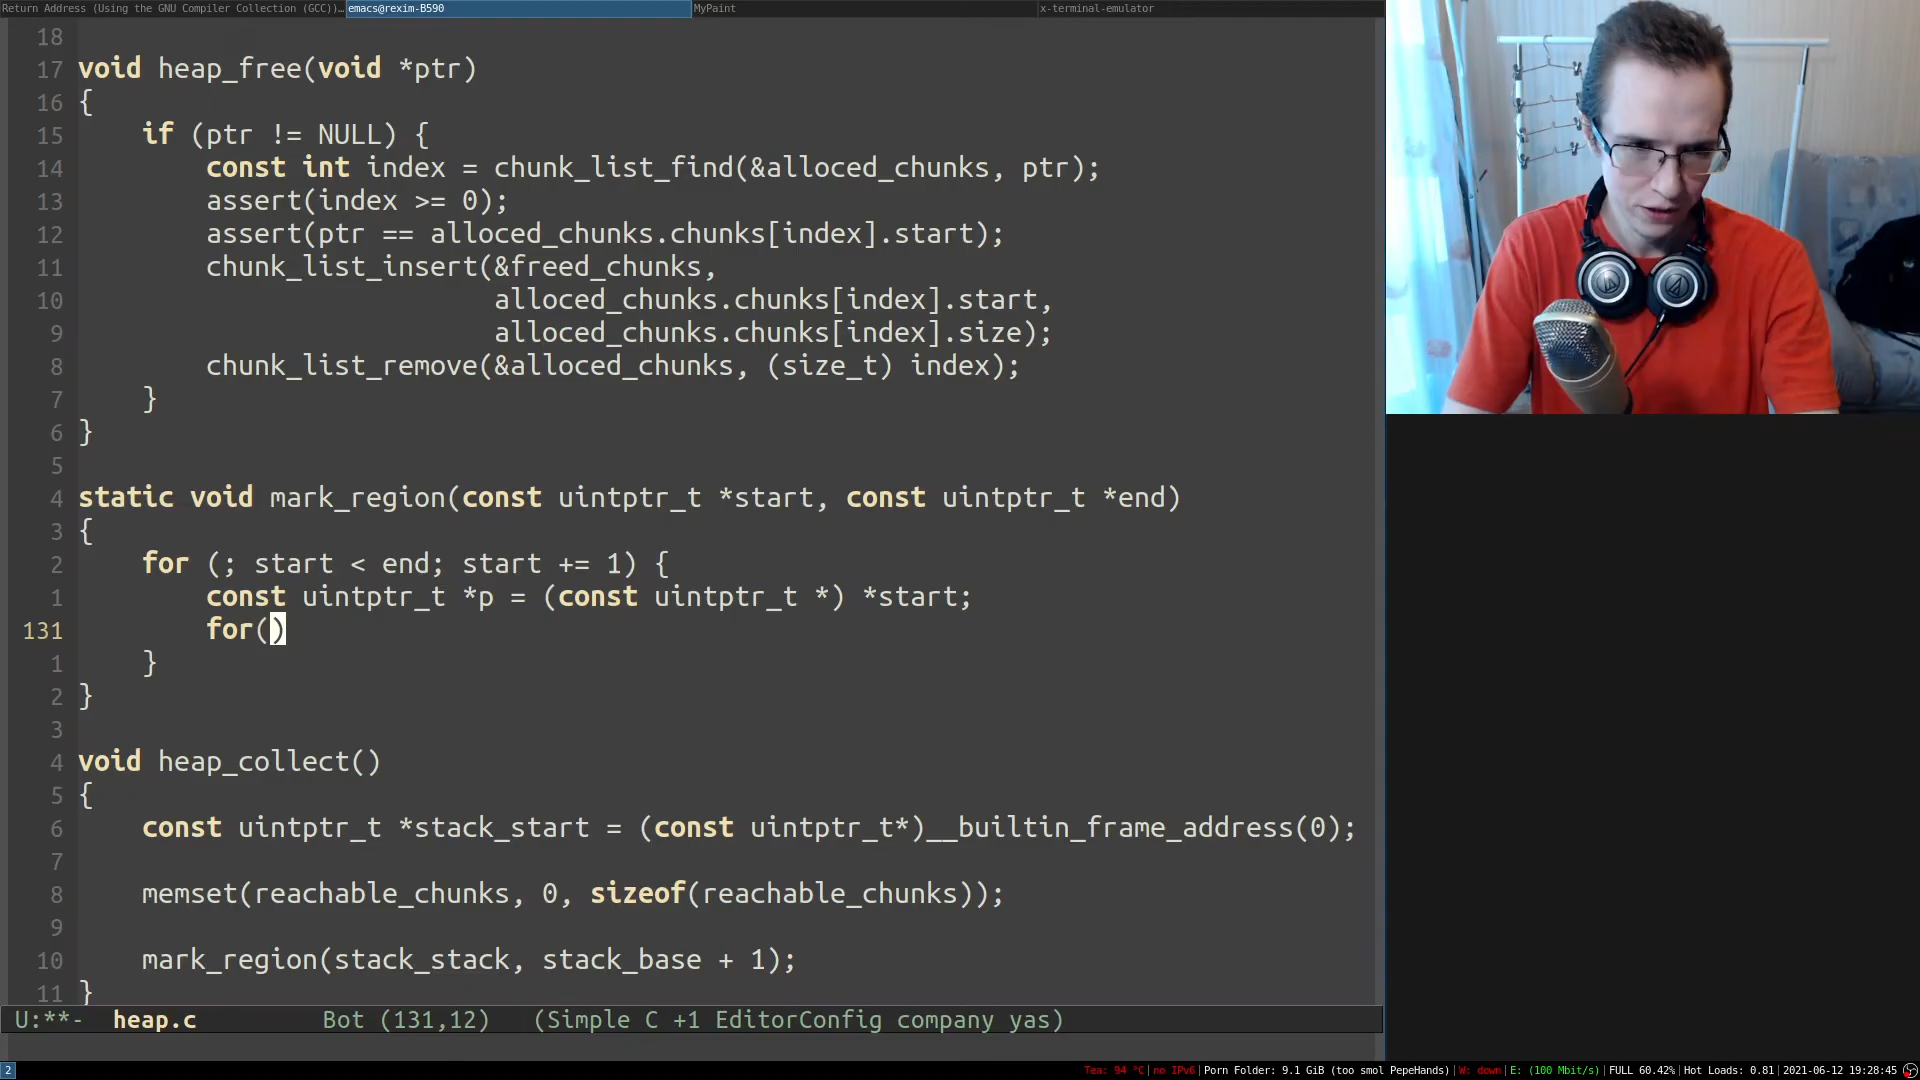 Return Address (Using the GNU Compiler Collection (GCC))… emacs@rexim-B590 MyPaint x-terminal-emulator
18
17 void heap_free(void *ptr)
16 {
15     if (ptr != NULL) {
14         const int index = chunk_list_find(&alloced_chunks, ptr);
13         assert(index >= 0);
12         assert(ptr == alloced_chunks.chunks[index].start);
11         chunk_list_insert(&freed_chunks,
10                           alloced_chunks.chunks[index].start,
9                           alloced_chunks.chunks[index].size);
8         chunk_list_remove(&alloced_chunks, (size_t) index);
7     }
6 }
5
4 static void mark_region(const uintptr_t *start, const uintptr_t *end)
3 {
2     for (; start < end; start += 1) {
1         const uintptr_t *p = (const uintptr_t *) *start;
131         for()
1     }
2 }
3
4 void heap_collect()
5 {
6     const uintptr_t *stack_start = (const uintptr_t*)__builtin_frame_address(0);
7
8     memset(reachable_chunks, 0, sizeof(reachable_chunks));
9
10     mark_region(stack_stack, stack_base + 1);
11 }
U:**-  heap.c        Bot (131,12)   (Simple C +1 EditorConfig company yas)
2 Tea: 94 °C|no IPv6|Porn Folder: 9.1 GiB (too smol PepeHands)|W: down|E: (100 Mbit/s)|FULL 60.42%|Hot Loads: 0.81|2021-06-12 19:28:45